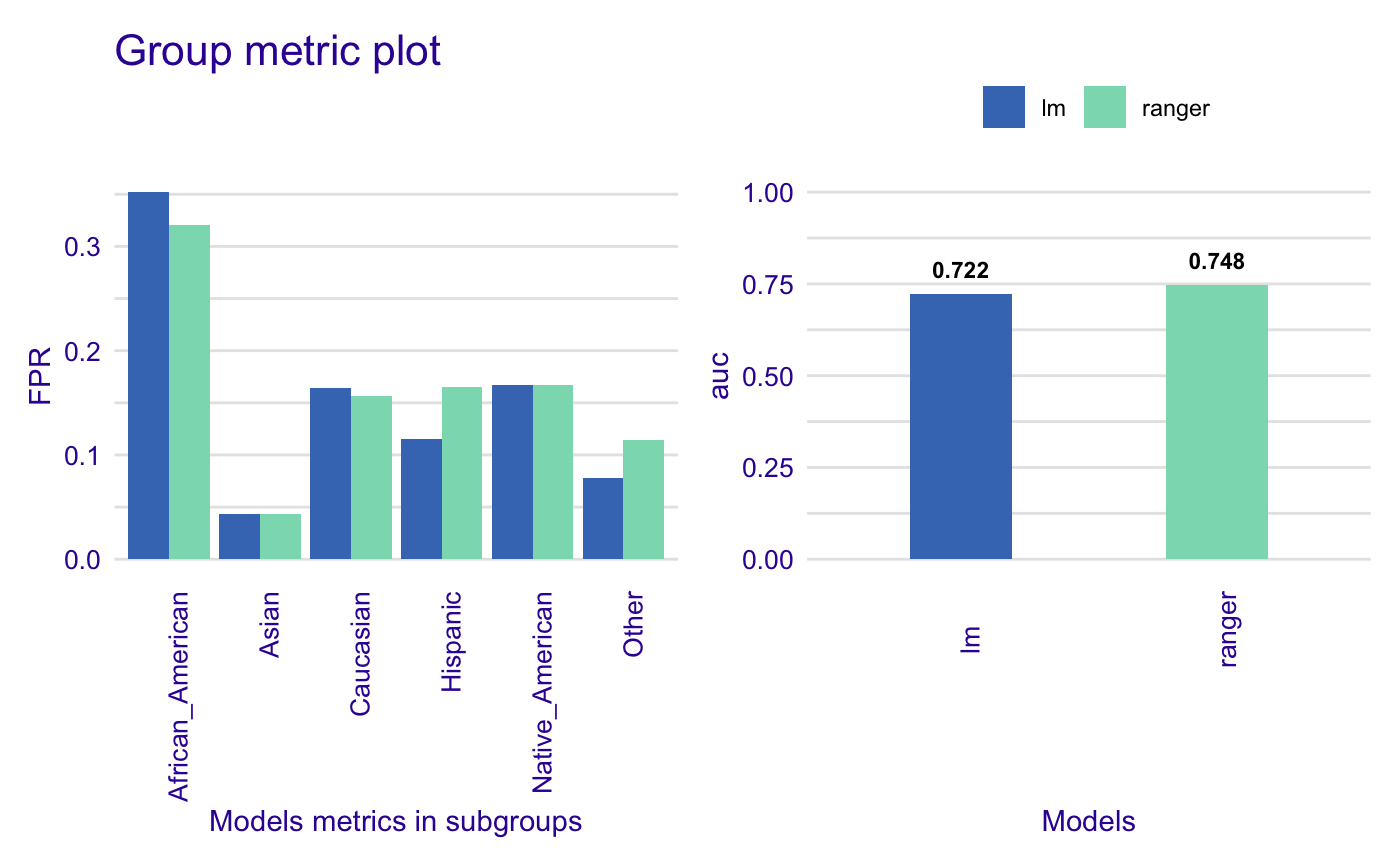 Group metric plot
lm
ranger
FPR
0.3
0.2
0.1
0.0
African_American
Asian
Caucasian
Hispanic
Native_American
Other
Models metrics in subgroups
auc
1.00
0.75
0.50
0.25
0.00
0.722
0.748
lm
ranger
Models